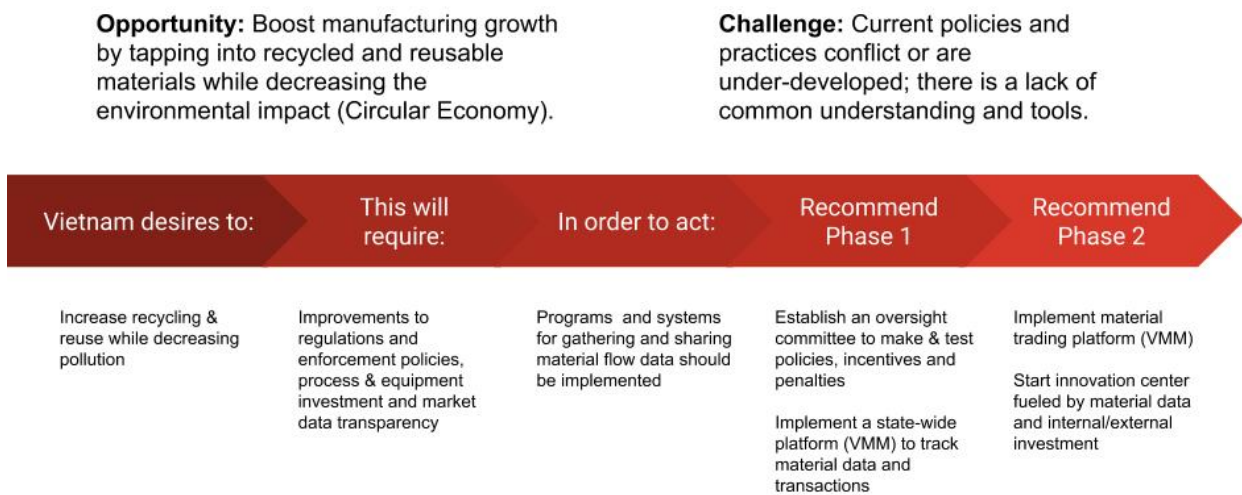 Opportunity: Boost manufacturing growth
by tapping into recycled and reusable
materials while decreasing the
environmental impact (Circular Economy).
Challenge: Current policies and
practices conflict or are
under-developed; there is a lack of
common understanding and tools.
Vietnam desires to:
This will
require:
In order to act:
Recommend
Phase 1
Recommend
Phase 2
Increase recycling &
reuse while decreasing
pollution
Improvements to
regulations and
enforcement policies,
process & equipment
investment and market
data transparency
Programs and systems
for gathering and sharing
material flow data should
be implemented
Establish an oversight
committee to make & test
policies, incentives and
penalties
Implement a state-wide
platform (VMM) to track
material data and
transactions
Implement material
trading platform (VMM)
Start innovation center
fueled by material data
and internal/external
investment